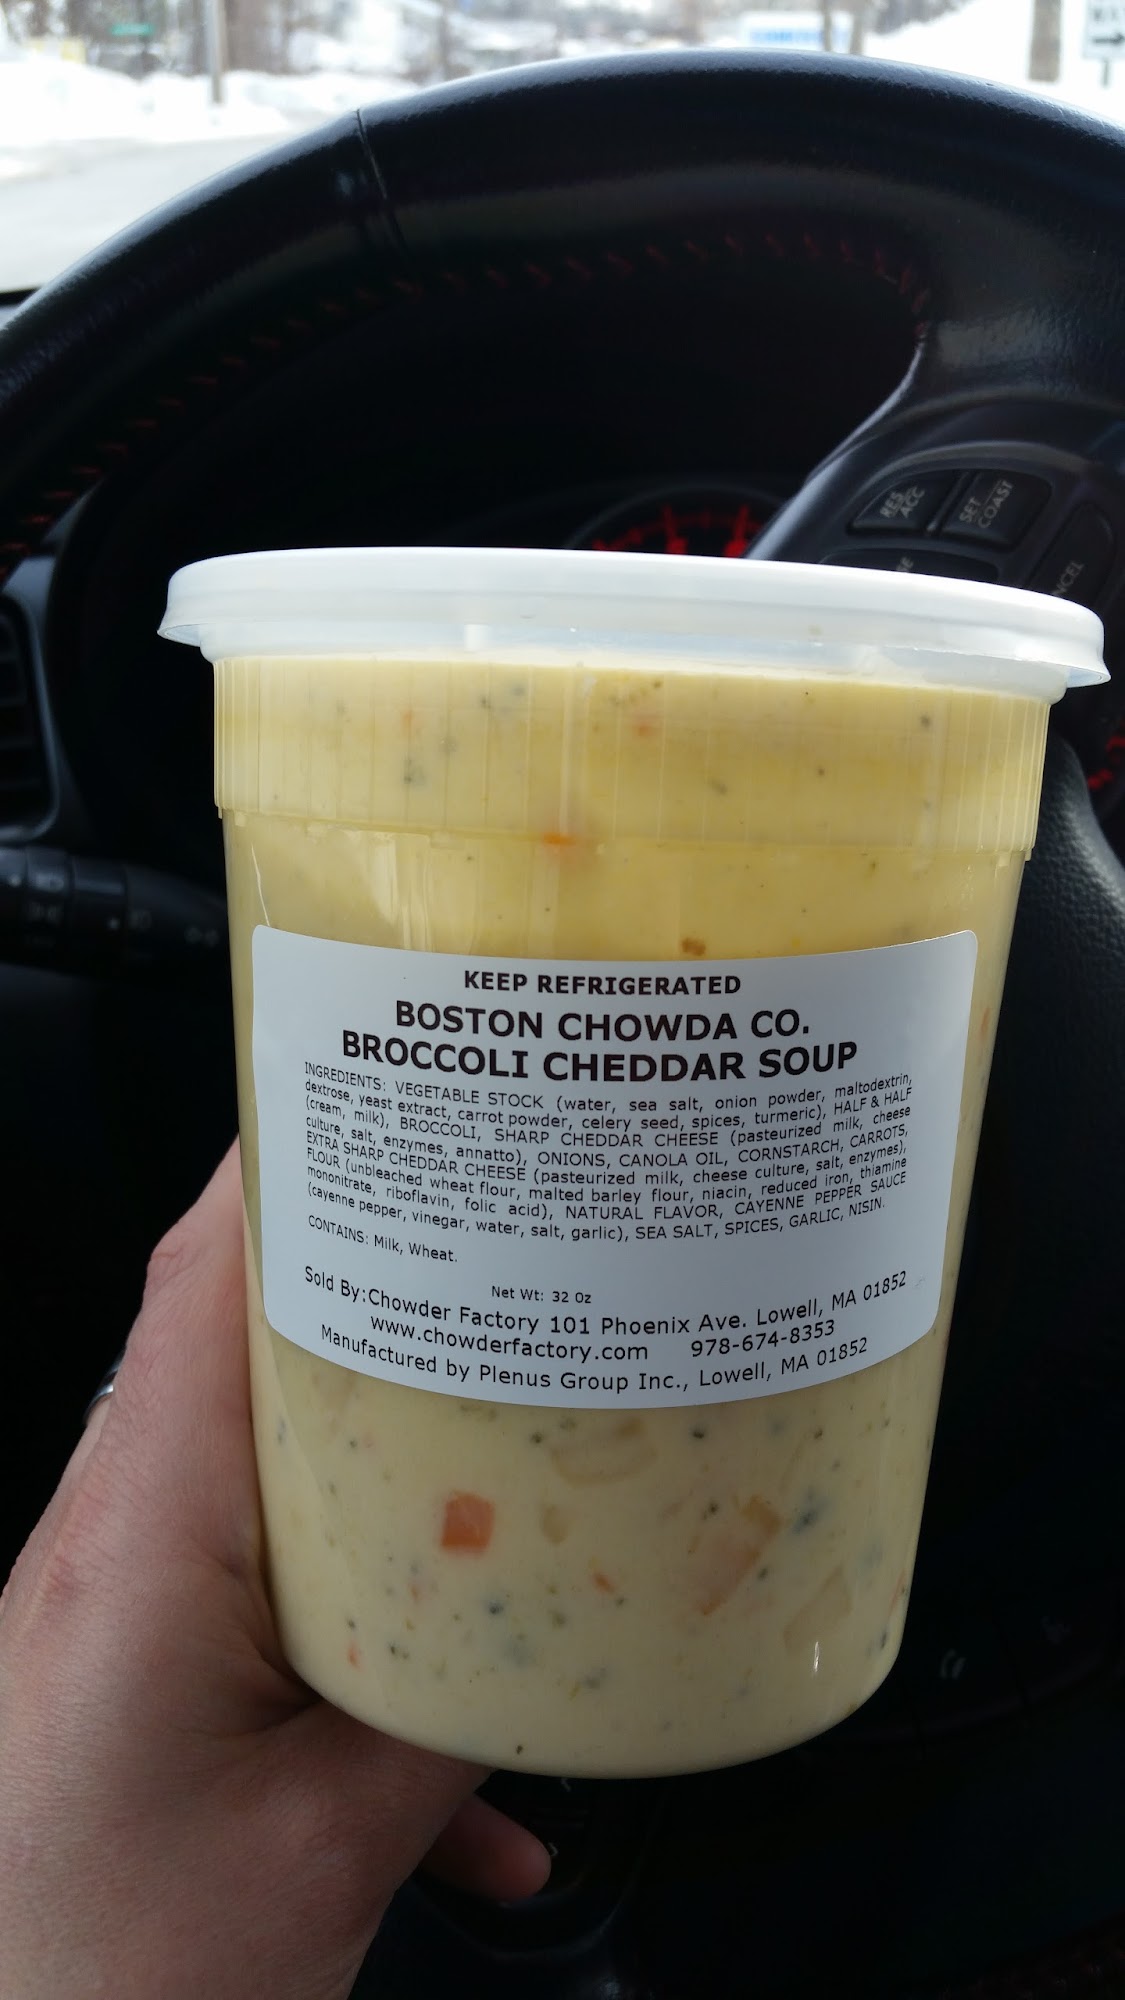 RES
ACC
SET
COAST
KEEP REFRIGERATED
BOSTON CHOWDA CO.
BROCCOLI CHEDDAR SOUP
INGREDIENTS: VEGETABLE STOCK (water, sea salt, onion powder, maltodextrin,
dextrose, yeast extract, carrot powder, celery seed, spices, turmeric), HALF & HALF
(cream, milk), BROCCOLI, SHARP CHEDDAR CHEESE (pasteurized milk, cheese
culture, salt, enzymes, annatto), ONIONS, CANOLA OIL, CORNSTARCH, CARROTS,
EXTRA SHARP CHEDDAR CHEESE (pasteurized milk, cheese culture, salt, enzymes),
FLOUR (unbleached wheat flour, malted barley flour, niacin, reduced iron, thiamine
mononitrate, riboflavin, folic acid), NATURAL FLAVOR, CAYENNE PEPPER SAUCE
(cayenne pepper, vinegar, water, salt, garlic), SEA SALT, SPICES, GARLIC, NISIN.
CONTAINS: Milk, Wheat.
Net Wt: 32 Oz
Sold By:Chowder Factory 101 Phoenix Ave. Lowell, MA 01852
www.chowderfactory.com 978-674-8353
Manufactured by Plenus Group Inc., Lowell, MA 01852